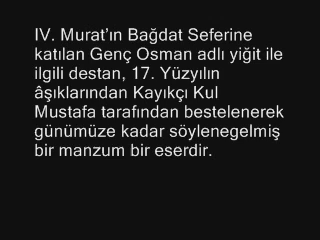 IV. Murat’ın Bağdat Seferine
katılan Genç Osman adlı yiğit ile
ilgili destan, 17. Yüzyılın
âşıklarından Kayıkçı Kul
Mustafa tarafından bestelenerek
günümüze kadar söylenegelmiş
bir manzum bir eserdir.